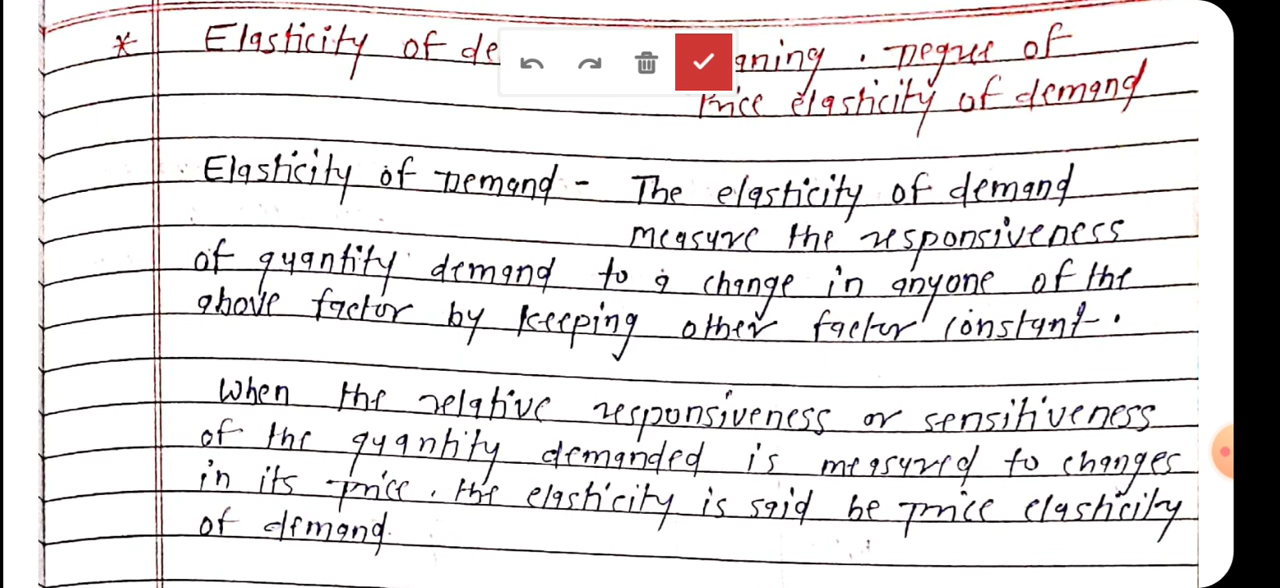 * Elasticity of de aning . Degree of
Price elasticity of demand
Elasticity of Demand - The elasticity of demand
measure the responsiveness
of quantity demand to a change in anyone of the
above factor by keeping other factor constant.
When the relative responsiveness or sensitiveness
of the quantity demanded is measured to changes
in its price, the elasticity is said be price elasticity
of demand.